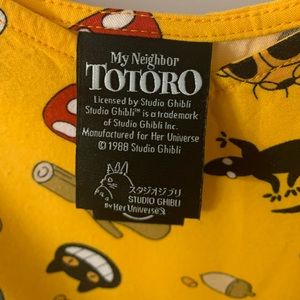 My Neighbor
TOTORO
Licensed by Studio Ghibli
Studio Ghibli™ is a trademark
of Studio Ghibli Inc.
Manufactured for Her Universe
© 1988 Studio Ghibli
スタジオジブリ
STUDIO GHIBLI
By Her Universe